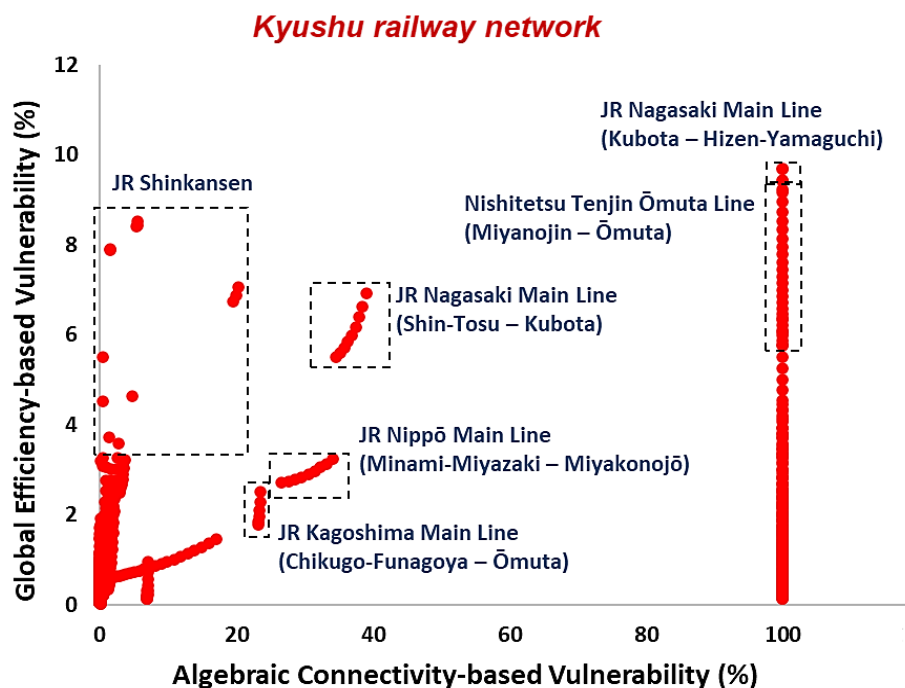 Kyushu railway network
Global Efficiency-based Vulnerability (%)
12
10
8
6
4
2
0
JR Nagasaki Main Line
(Kubota – Hizen-Yamaguchi)
JR Shinkansen
Nishitetsu Tenjin Ōmuta Line
(Miyanojin – Ōmuta)
JR Nagasaki Main Line
(Shin-Tosu – Kubota)
JR Nippō Main Line
(Minami-Miyazaki – Miyakonojō)
JR Kagoshima Main Line
(Chikugo-Funagoya – Ōmuta)
0 20 40 60 80 100
Algebraic Connectivity-based Vulnerability (%)